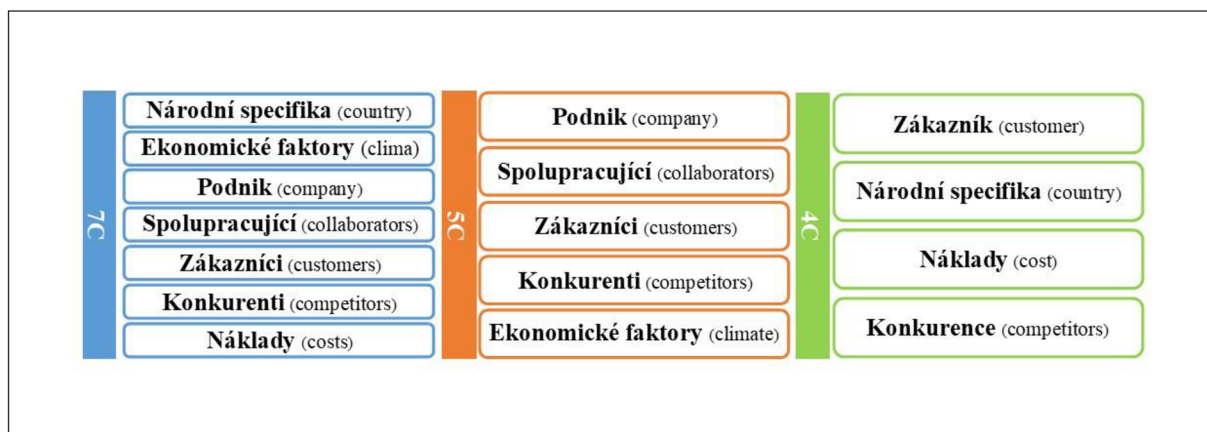 7C
Národní specifika (country)
Ekonomické faktory (clima)
Podnik (company)
Spolupracující (collaborators)
Zákazníci (customers)
Konkurenti (competitors)
Náklady (costs)
5C
Podnik (company)
Spolupracující (collaborators)
Zákazníci (customers)
Konkurenti (competitors)
Ekonomické faktory (climate)
4C
Zákazník (customer)
Národní specifika (country)
Náklady (cost)
Konkurence (competitors)